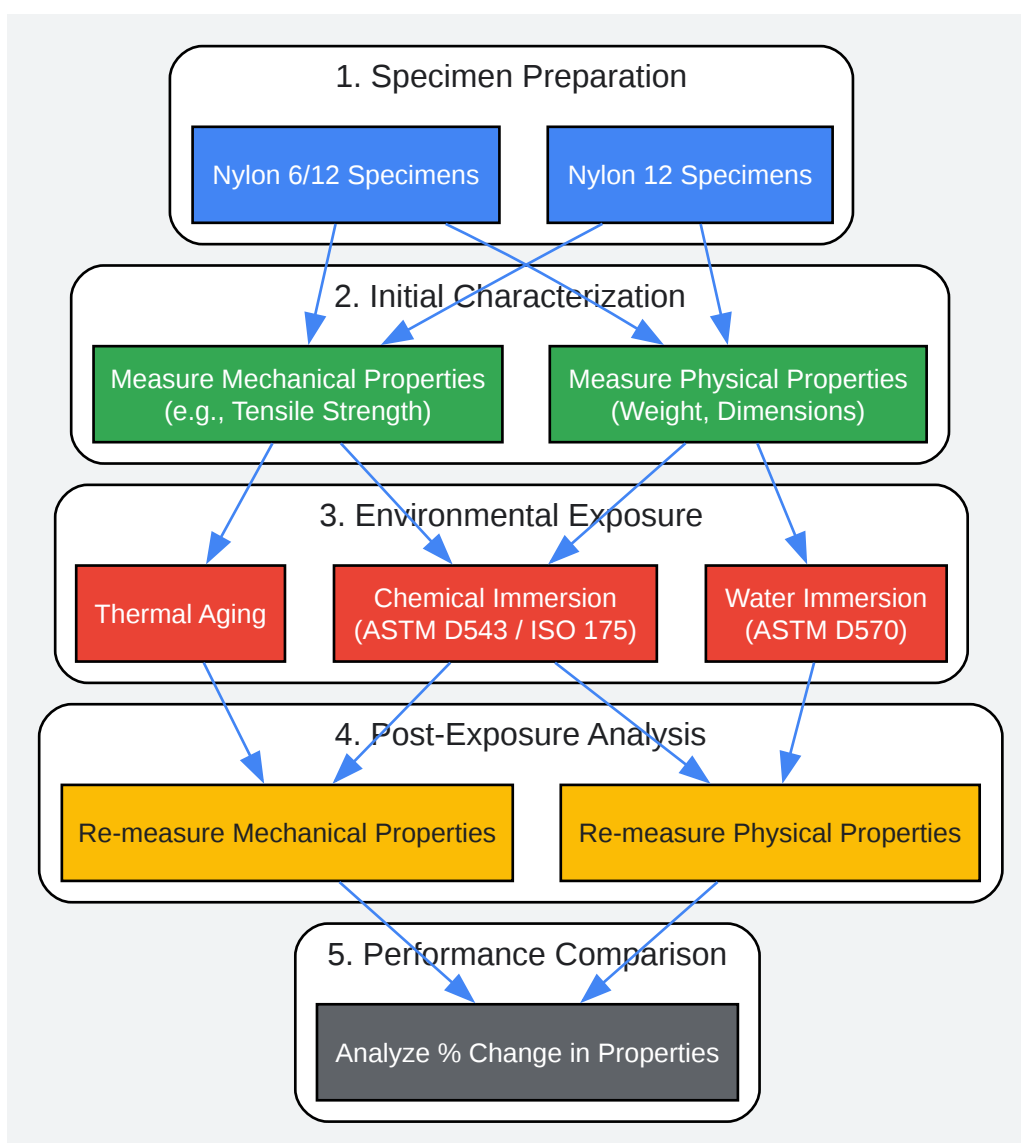 1. Specimen Preparation
Nylon 6/12 Specimens
Nylon 12 Specimens
2. Initial Characterization
Measure Mechanical Properties
(e.g., Tensile Strength)
Measure Physical Properties
(Weight, Dimensions)
3. Environmental Exposure
Thermal Aging
Chemical Immersion
(ASTM D543 / ISO 175)
Water Immersion
(ASTM D570)
4. Post-Exposure Analysis
Re-measure Mechanical Properties
Re-measure Physical Properties
5. Performance Comparison
Analyze % Change in Properties